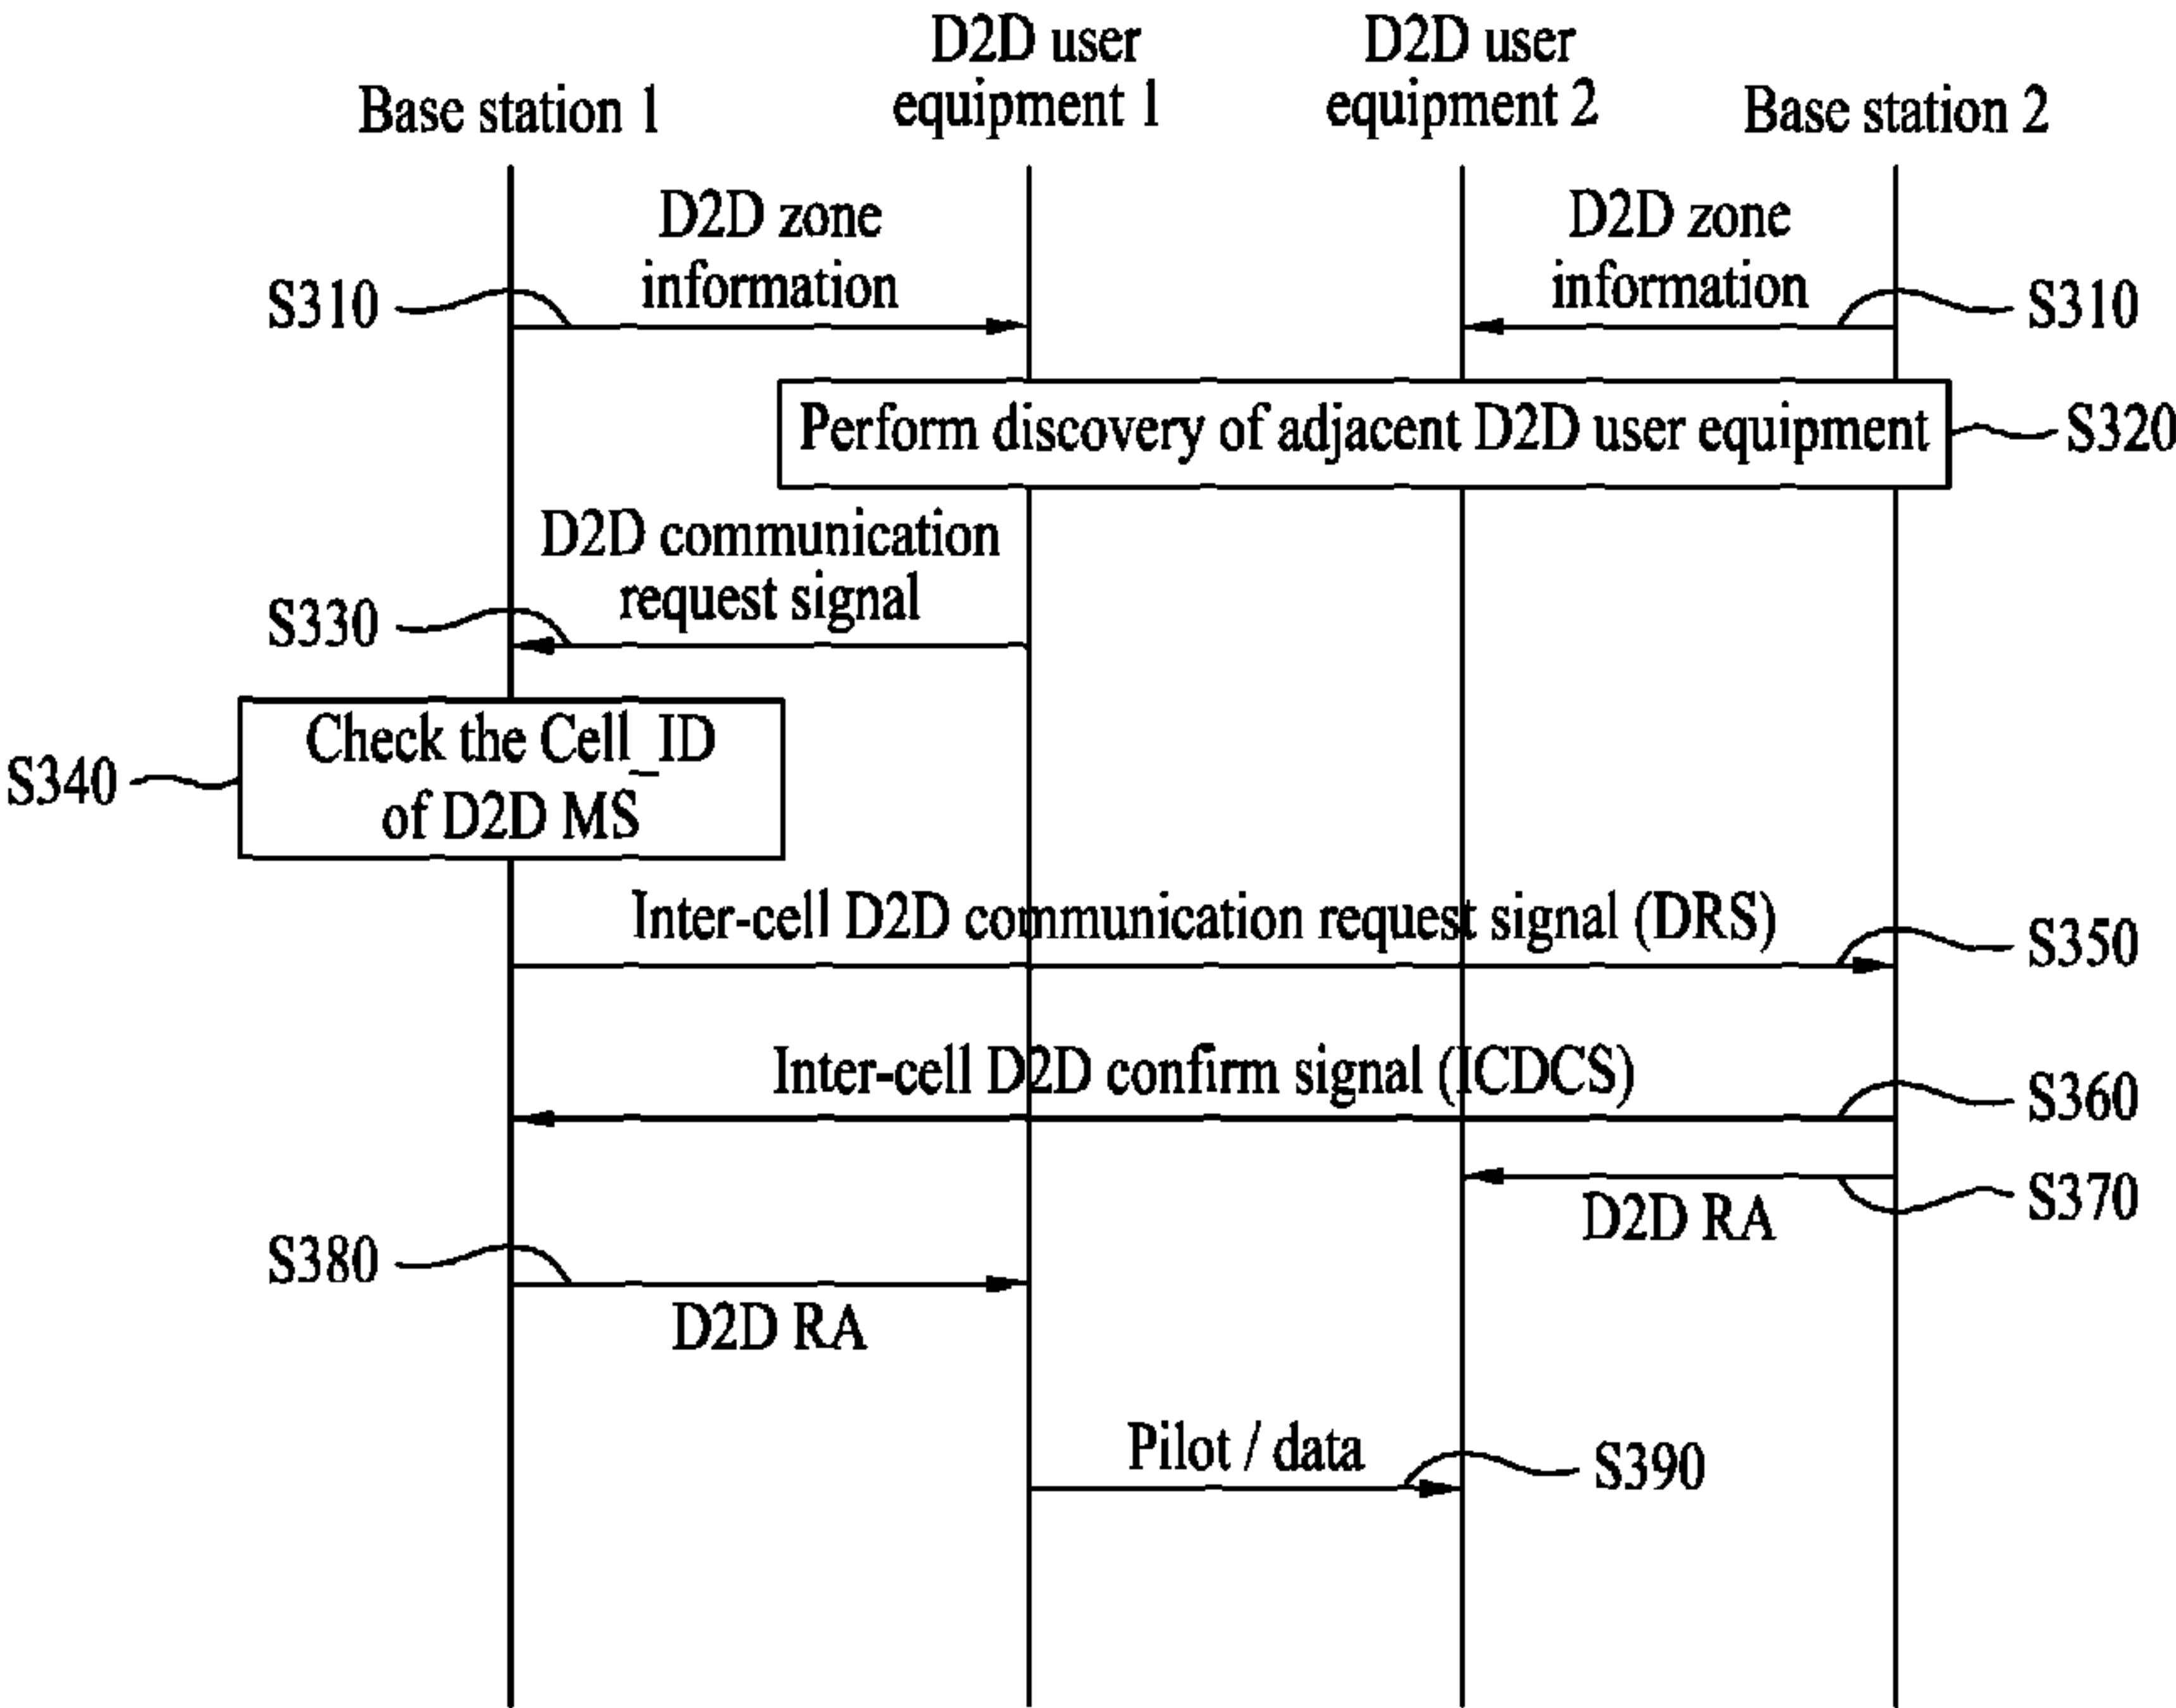 Base station 1
D2D user
equipment 1
D2D user
equipment 2
Base station 2
D2D zone
information
D2D zone
information
S310
S310
Perform discovery of adjacent D2D user equipment
S320
D2D communication
request signal
S330
Check the Cell_ID
of D2D MS
S340
Inter-cell D2D communication request signal (DRS)
S350
Inter-cell D2D confirm signal (ICDCS)
S360
S370
D2D RA
S380
D2D RA
Pilot / data
S390